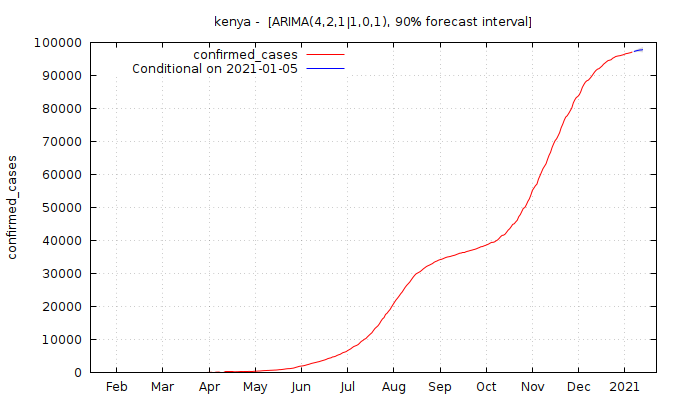 kenya -  [ARIMA(4,2,1|1,0,1), 90% forecast interval]
confirmed_cases
Conditional on 2021-01-05
100000
90000
80000
70000
60000
50000
40000
30000
20000
10000
0
confirmed_cases
Feb Mar Apr May Jun Jul Aug Sep Oct Nov Dec 2021